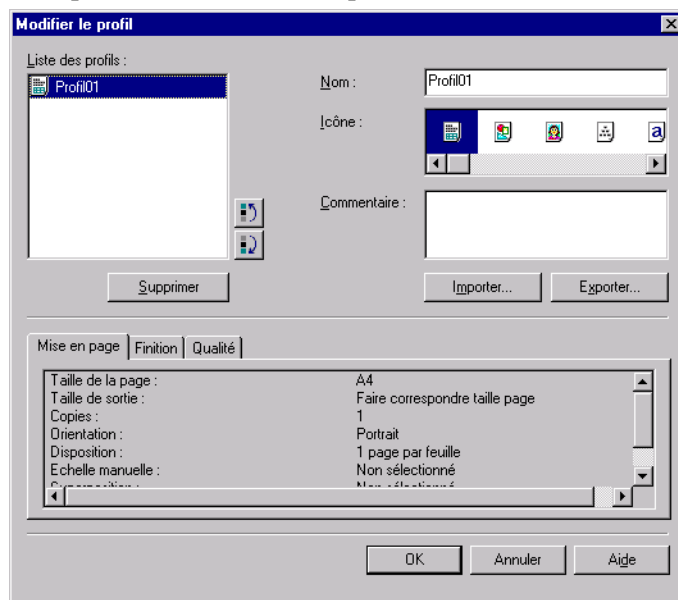 Modifier le profil
Liste des profils :
Profil01
Nom :
Profil01
Icône :
a
Commentaire :
Supprimer
Importer...
Exporter...
Mise en page
Finition
Qualité
Taille de la page : A4
Taille de sortie : Faire correspondre taille page
Copies : 1
Orientation : Portrait
Disposition : 1 page par feuille
Echelle manuelle : Non sélectionné
OK
Annuler
Aide